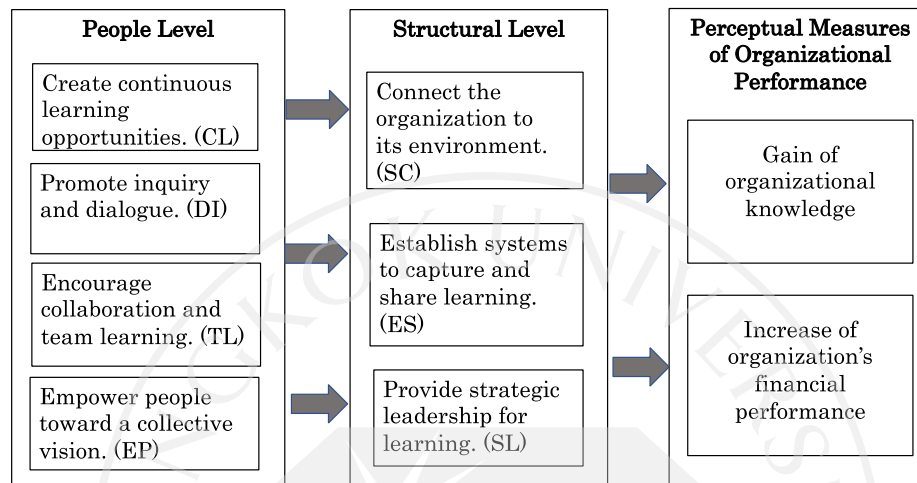 People Level
Create continuous
learning
opportunities. (CL)
Promote inquiry
and dialogue. (DI)
Encourage
collaboration and
team learning. (TL)
Empower people
toward a collective
vision. (EP)
Structural Level
Connect the
organization to
its environment.
(SC)
Establish systems
to capture and
share learning.
(ES)
Provide strategic
leadership for
learning. (SL)
Perceptual Measures
of Organizational
Performance
Gain of
organizational
knowledge
Increase of
organization’s
financial
performance